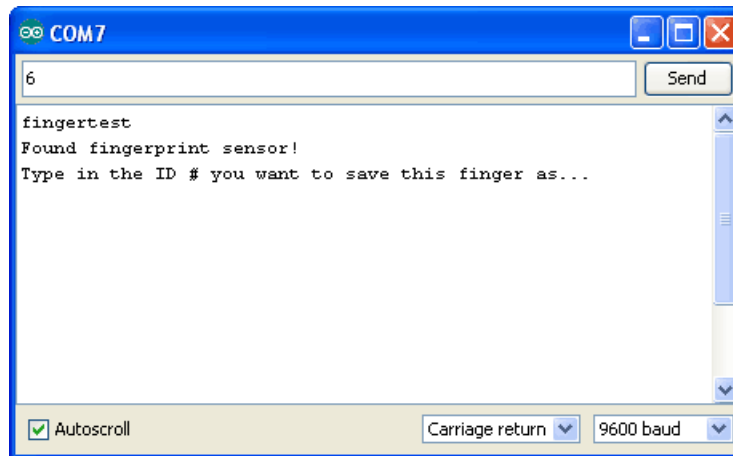 COM7
6
Send
fingertest
Found fingerprint sensor!
Type in the ID # you want to save this finger as...
Autoscroll
Carriage return
9600 baud